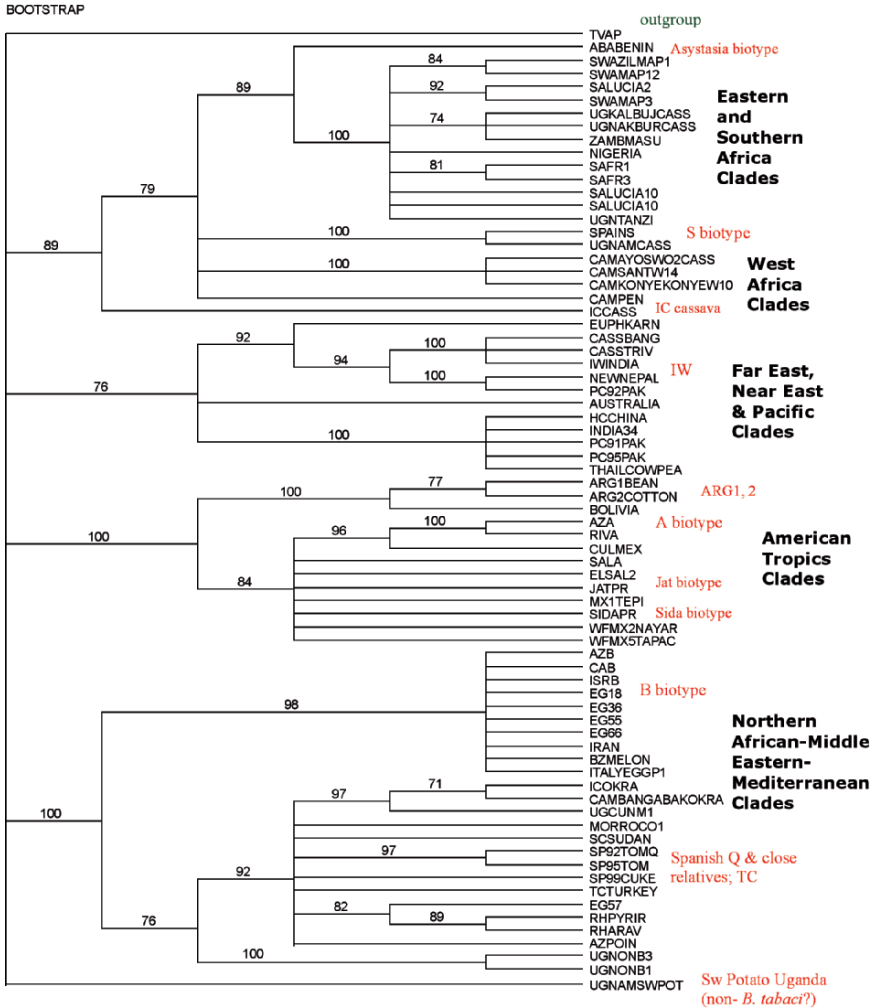 BOOTSTRAP
outgroup
TVAP
ABABENIN
Asystasia biotype
SWAZILMAP1
84
SWAMAP12
SALUCIA2
92
SWAMAP3
89
Eastern
and
Southern
Africa
Clades
UGKALBUJCASS
74
UGNAKBURCASS
ZAMBMASU
100
NIGERIA
SAFR1
81
SAFR3
SALUCIA10
79
SALUCIA10
UGNTANZI
SPAINS
100
S biotype
UGNAMCASS
89
CAMAYOSWO2CASS
100
CAMSANTW14
CAMKONYEKONYEW10
West
Africa
Clades
CAMPEN
ICCASS
IC cassava
EUPHKARN
92
CASSBANG
100
CASSTRIV
94
IWINDIA
IW
NEWNEPAL
100
PC92PAK
76
AUSTRALIA
Far East,
Near East
& Pacific
Clades
HCCHINA
INDIA34
100
PC91PAK
PC95PAK
THAILCOWPEA
ARG1BEAN
77
100
ARG2COTTON
ARG1, 2
BOLIVIA
AZA
100
A biotype
RIVA
96
CULMEX
100
American
Tropics
Clades
SALA
ELSAL2
84
JATPR
Jat biotype
MX1TEPI
SIDAPR
Sida biotype
WFMX2NAYAR
WFMX5TAPAC
AZB
CAB
ISRB
EG18
B biotype
EG36
98
EG55
EG66
IRAN
BZMELON
ITALYEGGP1
Northern
African-Middle
Eastern-
Mediterranean
Clades
ICOKRA
71
97
CAMBANGABAKOKRA
UGCUNM1
100
MORROCO1
SCSUDAN
SP92TOMQ
97
SP95TOM
Spanish Q & close
relatives; TC
92
SP99CUKE
TCTURKEY
EG57
82
RHPYRIR
89
RHARAV
76
AZPOIN
UGNONB3
100
UGNONB1
UGNAMSWPOT
Sw Potato Uganda
(non- B. tabaci?)